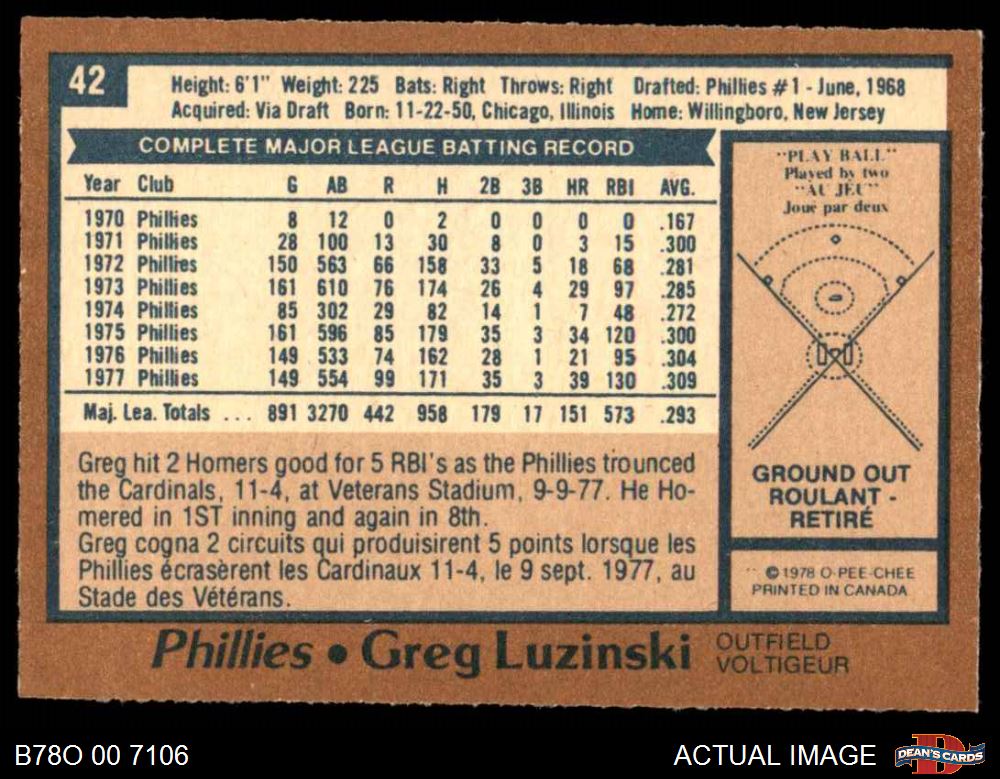 42
Height: 6'1" Weight: 225 Bats: Right Throws: Right Drafted: Phillies #1 - June, 1968
Acquired: Via Draft Born: 11-22-50, Chicago, Illinois Home: Willingboro, New Jersey
COMPLETE MAJOR LEAGUE BATTING RECORD
Year Club G AB R H 2B 3B HR RBI AVG.
1970 Phillies 8 12 0 2 0 0 0 0 .167
1971 Phillies 28 100 13 30 8 0 3 15 .300
1972 Phillies 150 563 66 158 33 5 18 68 .281
1973 Phillies 161 610 76 174 26 4 29 97 .285
1974 Phillies 85 302 29 82 14 1 7 48 .272
1975 Phillies 161 596 85 179 35 3 34 120 .300
1976 Phillies 149 533 74 162 28 1 21 95 .304
1977 Phillies 149 554 99 171 35 3 39 130 .309
Maj. Lea. Totals ... 891 3270 442 958 179 17 151 573 .293
Greg hit 2 Homers good for 5 RBI's as the Phillies trounced
the Cardinals, 11-4, at Veterans Stadium, 9-9-77. He Ho-
mered in 1ST inning and again in 8th.
Greg cogna 2 circuits qui produisirent 5 points lorsque les
Phillies écrasèrent les Cardinaux 11-4, le 9 sept. 1977, au
Stade des Vétérans.
"PLAY BALL"
Played by two
"AU JEU"
Joué par deux
GROUND OUT
ROULANT -
RETIRÉ
© 1978 O-PEE-CHEE
PRINTED IN CANADA
Phillies • Greg Luzinski
OUTFIELD
VOLTIGEUR
B78O 00 7106
ACTUAL IMAGE
DEAN'S CARDS